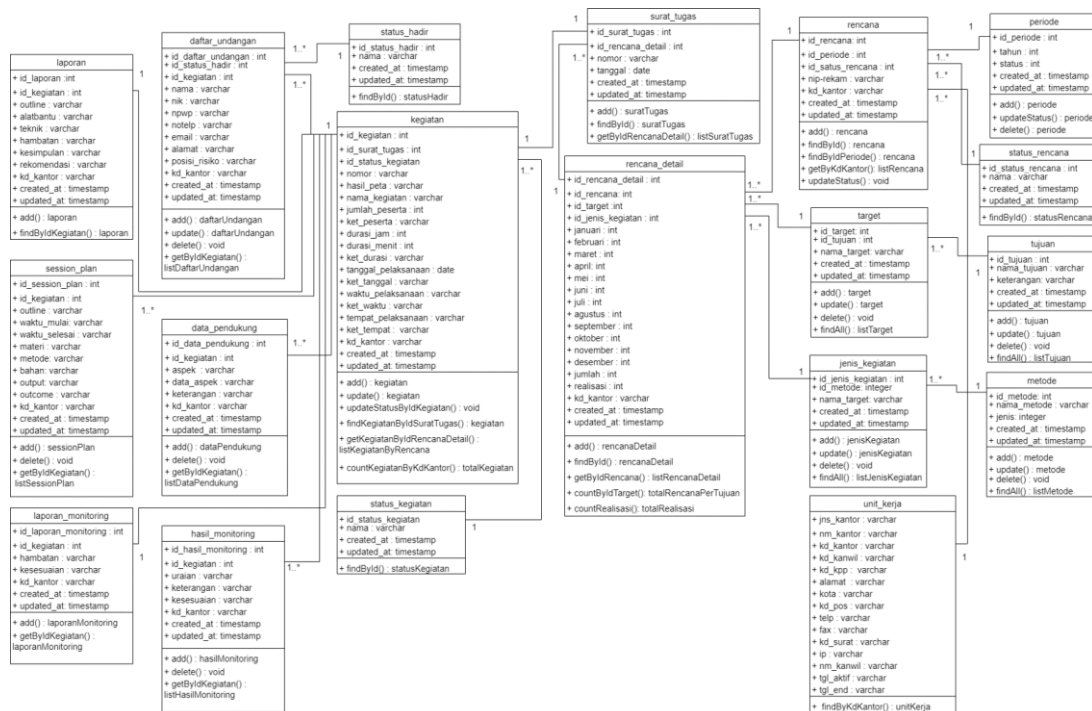 laporan
+ id_laporan : int
+ id_kegiatan : int
+ outline : varchar
+ alatbantu : varchar
+ teknik : varchar
+ hambatan : varchar
+ kesimpulan : varchar
+ rekomendasi : varchar
+ kd_kantor : varchar
+ created_at : timestamp
+ updated_at : timestamp
+ add() : laporan
+ findByIdKegiatan() : laporan
session_plan
+ id_session_plan : int
+ id_kegiatan : int
+ outline : varchar
+ waktu_mulai: varchar
+ waktu_selesai : varchar
+ materi : varchar
+ metode: varchar
+ bahan: varchar
+ output: varchar
+ outcome : varchar
+ kd_kantor : varchar
+ created_at : timestamp
+ updated_at : timestamp
+ add() : sessionPlan
+ delete() : void
+ getByIdKegiatan() :
listSessionPlan
laporan_monitoring
+ id_laporan_monitoring : int
+ id_kegiatan : int
+ hambatan : varchar
+ kesesuaian : varchar
+ kd_kantor : varchar
+ created_at : timestamp
+ updated_at: timestamp
+ add() : laporanMonitoring
+ getByIdKegiatan() :
laporanMonitoring
daftar_undangan
+ id_daftar_undangan : int
+ id_status_hadir : int
+ id_kegiatan : int
+ nama : varchar
+ nik : varchar
+ npwp : varchar
+ notelp : varchar
+ email : varchar
+ alamat : varchar
+ posisi_risiko : varchar
+ kd_kantor : varchar
+ created_at : timestamp
+ updated_at : timestamp
+ add() : daftarUndangan
+ update() : daftarUndangan
+ delete() : void
+ getByIdKegiatan() :
listDaftarUndangan
data_pendukung
+ id_data_pendukung : int
+ id_kegiatan : int
+ aspek : varchar
+ data_aspek : varchar
+ keterangan : varchar
+ kd_kantor : varchar
+ created_at : timestamp
+ updated_at : timestamp
+ add() : dataPendukung
+ delete() : void
+ getByIdKegiatan() :
listDataPendukung
hasil_monitoring
+ id_hasil_monitoring : int
+ id_kegiatan : int
+ uraian : varchar
+ keterangan : varchar
+ kesesuaian : varchar
+ kd_kantor : varchar
+ created_at : timestamp
+ updated_at: timestamp
+ add() : hasilMonitoring
+ delete() : void
+ getByIdKegiatan() :
listHasilMonitoring
status_hadir
+ id_status_hadir : int
+ nama : varchar
+ created_at : timestamp
+ updated_at : timestamp
+ findById() : statusHadir
kegiatan
+ id_kegiatan : int
+ id_surat_tugas : int
+ id_status_kegiatan
+ nomor : varchar
+ hasil_peta : varchar
+ nama_kegiatan : varchar
+ jumlah_peserta : int
+ ket_peserta : varchar
+ durasi_jam : int
+ durasi_menit : int
+ ket_durasi : varchar
+ tanggal_pelaksanaan : date
+ ket_tanggal : varchar
+ waktu_pelaksanaan : varchar
+ ket_waktu : varchar
+ tempat_pelaksanaan : varchar
+ ket_tempat : varchar
+ kd_kantor : varchar
+ created_at : timestamp
+ updated_at : timestamp
+ add() : kegiatan
+ update() : kegiatan
+ updateStatusByIdKegiatan() : void
+ findKegiatanByIdSuratTugas() : kegiatan
+ getKegiatanByIdRencanaDetail() :
listKegiatanByRencana
+ countKegiatanByKdKantor() : totalKegiatan
status_kegiatan
+ id_status_kegiatan
+ nama : varchar
+ created_at : timestamp
+ updated_at : timestamp
+ findById() : statusKegiatan
surat_tugas
+ id_surat_tugas : int
+ id_rencana_detail : int
+ nomor : varchar
+ tanggal : date
+ created_at : timestamp
+ updated_at : timestamp
+ add() : suratTugas
+ findById() : suratTugas
+ getByIdRencanaDetail() : listSuratTugas
rencana_detail
+ id_rencana_detail : int
+ id_rencana : int
+ id_target : int
+ id_jenis_kegiatan : int
+ januari : int
+ februari : int
+ maret : int
+ april : int
+ mei : int
+ juni : int
+ juli : int
+ agustus : int
+ september : int
+ oktober : int
+ november : int
+ desember : int
+ jumlah : int
+ realisasi : int
+ kd_kantor : varchar
+ created_at : timestamp
+ updated_at : timestamp
+ add() : rencanaDetail
+ findById() : rencanaDetail
+ getByIdRencana() : listRencanaDetail
+ countByIdTarget() : totalRencanaPerTujuan
+ countRealisasi() : totalRealisasi
rencana
+ id_rencana: int
+ id_periode : int
+ id_satus_rencana : int
+ nip-rekam : varchar
+ kd_kantor : varchar
+ created_at : timestamp
+ updated_at: timestamp
+ add() : rencana
+ findById() : rencana
+ findByIdPeriode() : rencana
+ getByKdKantor() : listRencana
+ updateStatus() : void
target
+ id_target : int
+ id_tujuan : int
+ nama_target : varchar
+ created_at : timestamp
+ updated_at : timestamp
+ add() : target
+ update() : target
+ delete() : void
+ findAll() : listTarget
jenis_kegiatan
+ id_jenis_kegiatan : int
+ id_metode: integer
+ nama_target : varchar
+ created_at : timestamp
+ updated_at : timestamp
+ add() : jenisKegiatan
+ update() : jenisKegiatan
+ delete() : void
+ findAll() : listJenisKegiatan
unit_kerja
+ jns_kantor : varchar
+ nm_kantor : varchar
+ kd_kantor : varchar
+ kd_kanwil : varchar
+ kd_kpp : varchar
+ alamat : varchar
+ kota : varchar
+ kd_pos : varchar
+ telp : varchar
+ fax : varchar
+ kd_surat : varchar
+ ip : varchar
+ nm_kanwil : varchar
+ tgl_aktif : varchar
+ tgl_end : varchar
+ findByKdKantor() : unitKerja
periode
+ id_periode : int
+ tahun : int
+ status : int
+ created_at : timestamp
+ updated_at : timestamp
+ add() : periode
+ updateStatus() : periode
+ delete() : periode
status_rencana
+ id_status_rencana : int
+ nama : varchar
+ created_at : timestamp
+ updated_at : timestamp
+ findById() : statusRencana
tujuan
+ id_tujuan : int
+ nama_tujuan : varchar
+ keterangan : varchar
+ created_at : timestamp
+ updated_at : timestamp
+ add() : tujuan
+ update() : tujuan
+ delete() : void
+ findAll() : listTujuan
metode
+ id_metode: int
+ nama_metode : varchar
+ jenis: integer
+ created_at : timestamp
+ updated_at : timestamp
+ add() : metode
+ update() : metode
+ delete() : void
+ findAll() : listMetode
1
1..*
1
1..*
1
1
1..*
1..*
1
1..*
1
1
1..*
1
1..*
1
1..*
1..*
1..*
1
1..*
1..*
1..*
1
1
1
1..*
1
1
1..*
1
1